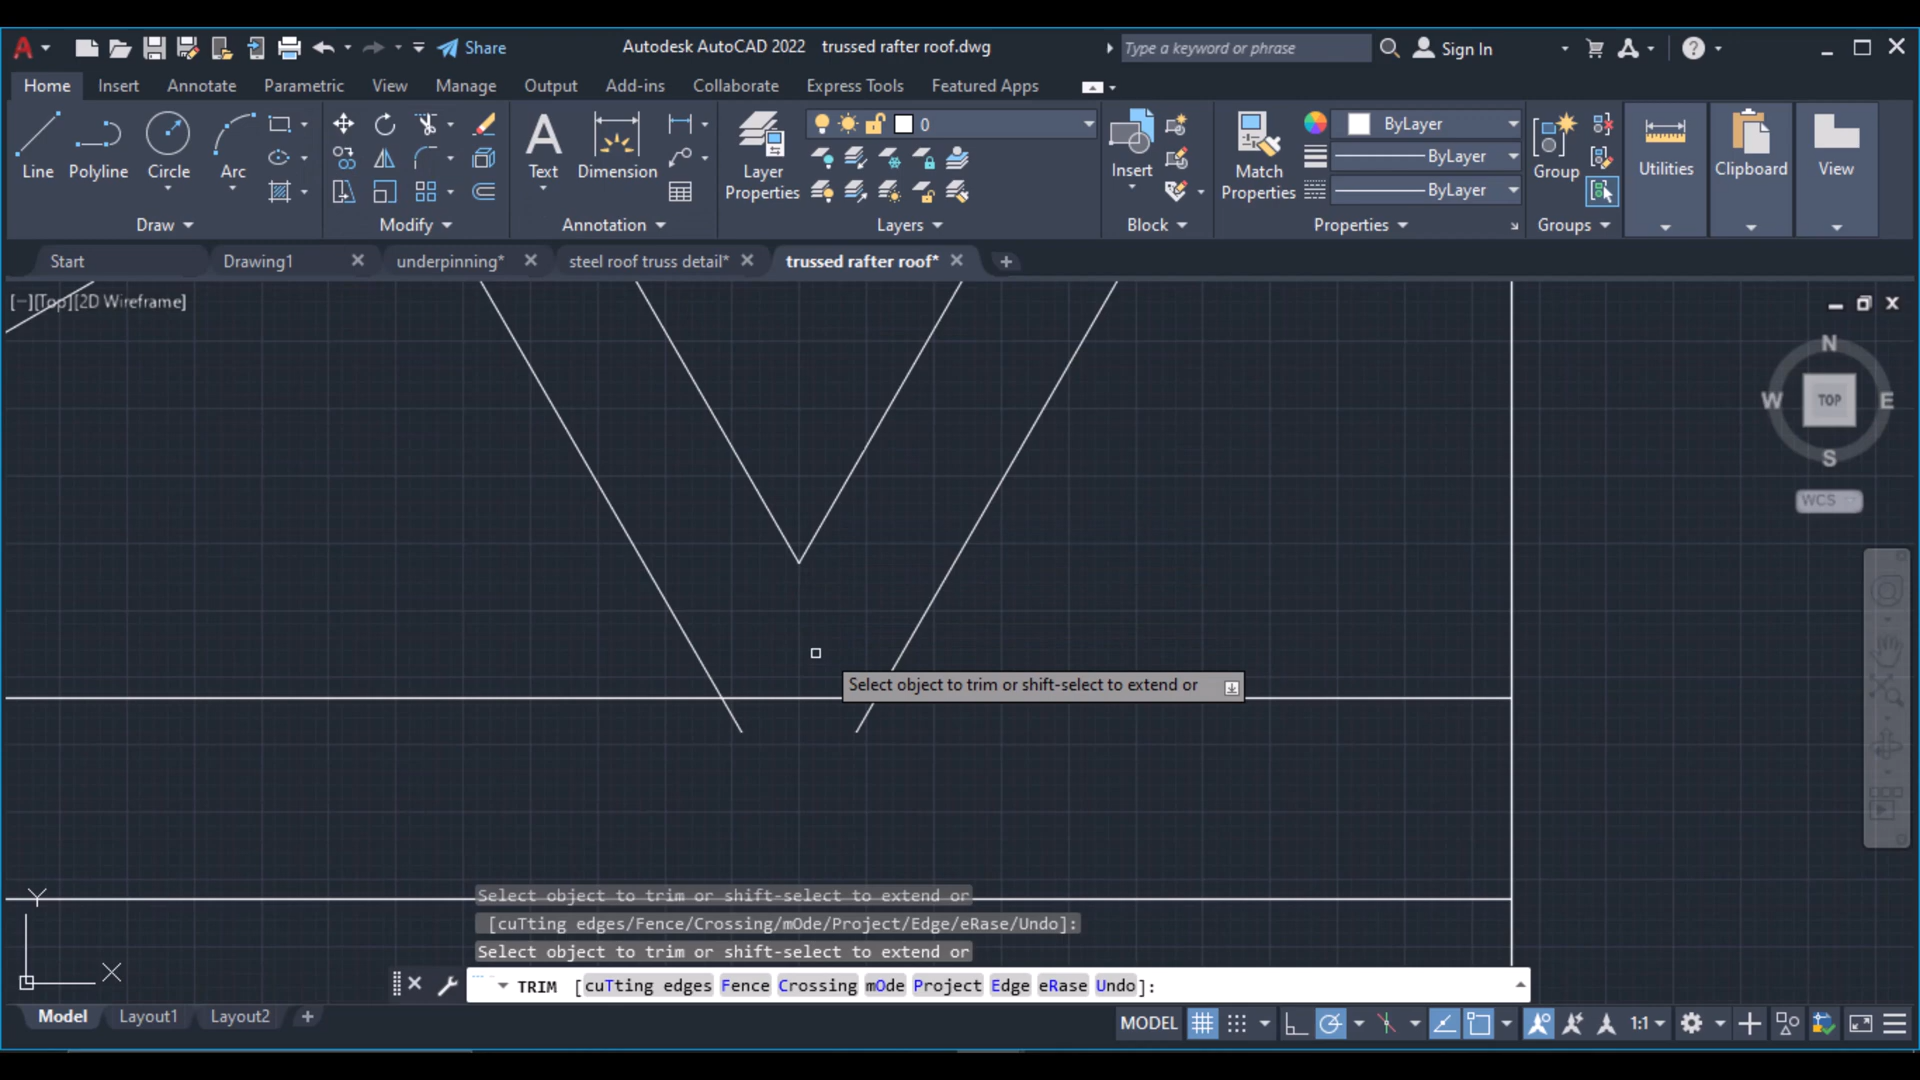 Share
Autodesk AutoCAD 2022 trussed rafter roof.dwg
Type a keyword or phrase
Sign In
Home Insert Annotate Parametric View Manage Output Add-ins Collaborate Express Tools Featured Apps
0
ByLayer
ByLayer
ByLayer
Line Polyline Circle Arc
Text Dimension
Layer Properties
Insert
Match Properties
Group
Utilities
Clipboard
View
Draw Modify Annotation Layers Block Properties Groups
Start Drawing1 underpinning* steel roof truss detail* trussed rafter roof*
[−][Top][2D Wireframe]
N
W TOP E
S
WCS
Select object to trim or shift-select to extend or
Y
X
Select object to trim or shift-select to extend or
[cuTting edges/Fence/Crossing/mOde/Project/Edge/eRase/Undo]:
Select object to trim or shift-select to extend or
TRIM [cuTting edges Fence Crossing mOde Project Edge eRase Undo]:
Model Layout1 Layout2
MODEL 1:1